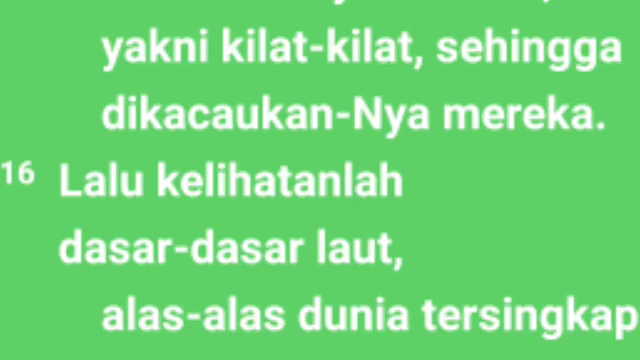 yakni kilat-kilat, sehingga
dikacaukan-Nya mereka.
16 Lalu kelihatanlah
dasar-dasar laut,
alas-alas dunia tersingkap